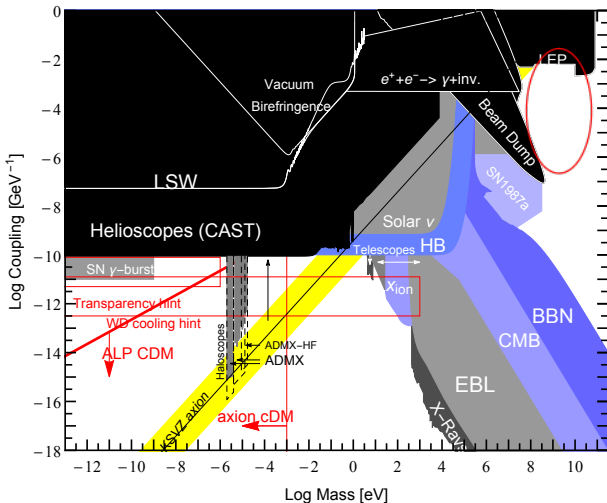 0
-2
-4
-6
-8
-10
-12
-14
-16
-18
Log Coupling [GeV⁻¹]
LEP
e⁺+e⁻−> γ+inv.
Vacuum
Birefringence
Beam Dump
LSW
SN1987a
Solar ν
Helioscopes (CAST)
Telescopes
HB
SN γ−burst
Xion
Transparency hint
WD cooling hint
BBN
CMB
ALP CDM
Haloscopes
ADMX−HF
ADMX
EBL
KSVZ axion
axion cDM
X−Rays
-12
-10
-8
-6
-4
-2
0
2
4
6
8
10
Log Mass [eV]